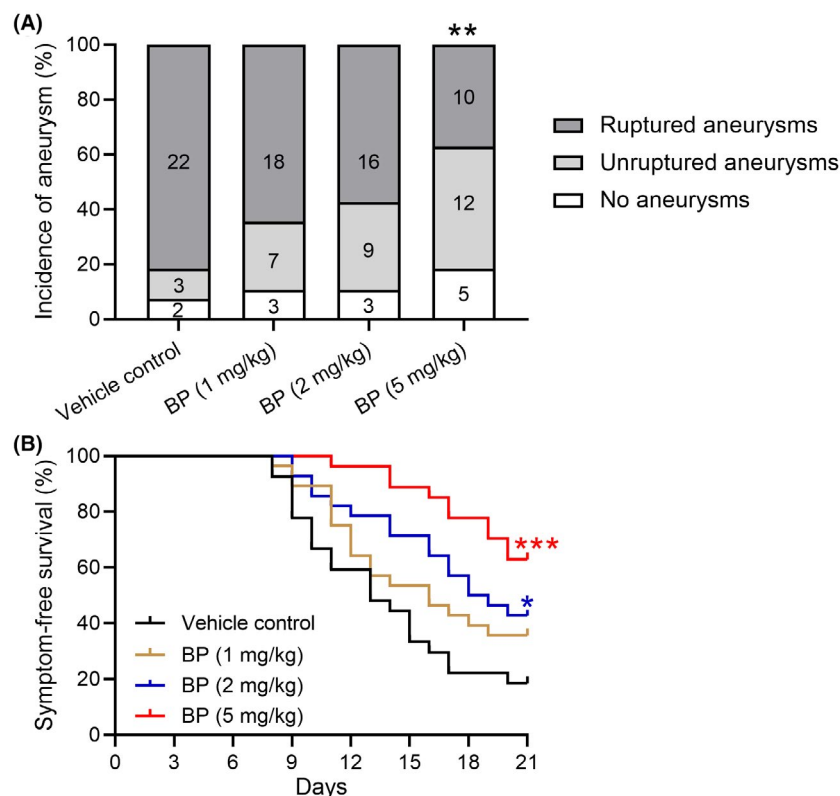 (A)
**
Incidence of aneurysm (%)
100
80
60
40
20
0
22
3
2
18
7
3
16
9
3
10
12
5
Ruptured aneurysms
Unruptured aneurysms
No aneurysms
Vehicle control
BP (1 mg/kg)
BP (2 mg/kg)
BP (5 mg/kg)
(B)
Symptom-free survival (%)
100
80
60
40
20
0
***
*
Vehicle control
BP (1 mg/kg)
BP (2 mg/kg)
BP (5 mg/kg)
0 3 6 9 12 15 18 21
Days